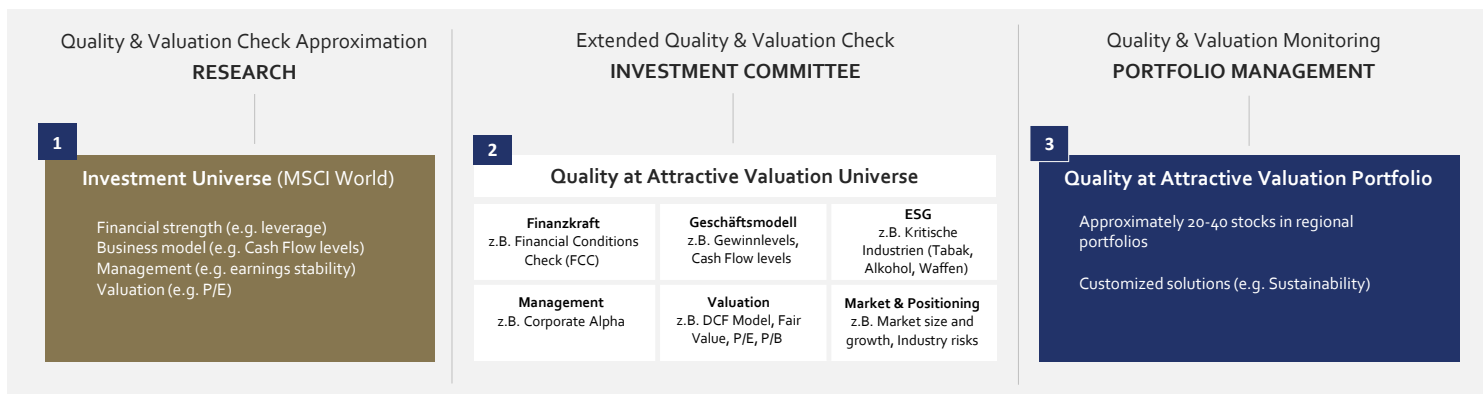 Quality & Valuation Check Approximation
RESEARCH
1
Investment Universe (MSCI World)
Financial strength (e.g. leverage)
Business model (e.g. Cash Flow levels)
Management (e.g. earnings stability)
Valuation (e.g. P/E)
Extended Quality & Valuation Check
INVESTMENT COMMITTEE
2
Quality at Attractive Valuation Universe
Finanzkraft
z.B. Financial Conditions
Check (FCC)
Geschäftsmodell
z.B. Gewinnlevels,
Cash Flow levels
ESG
z.B. Kritische
Industrien (Tabak,
Alkohol, Waffen)
Management
z.B. Corporate Alpha
Valuation
z.B. DCF Model, Fair
Value, P/E, P/B
Market & Positioning
z.B. Market size and
growth, Industry risks
Quality & Valuation Monitoring
PORTFOLIO MANAGEMENT
3
Quality at Attractive Valuation Portfolio
Approximately 20-40 stocks in regional
portfolios
Customized solutions (e.g. Sustainability)